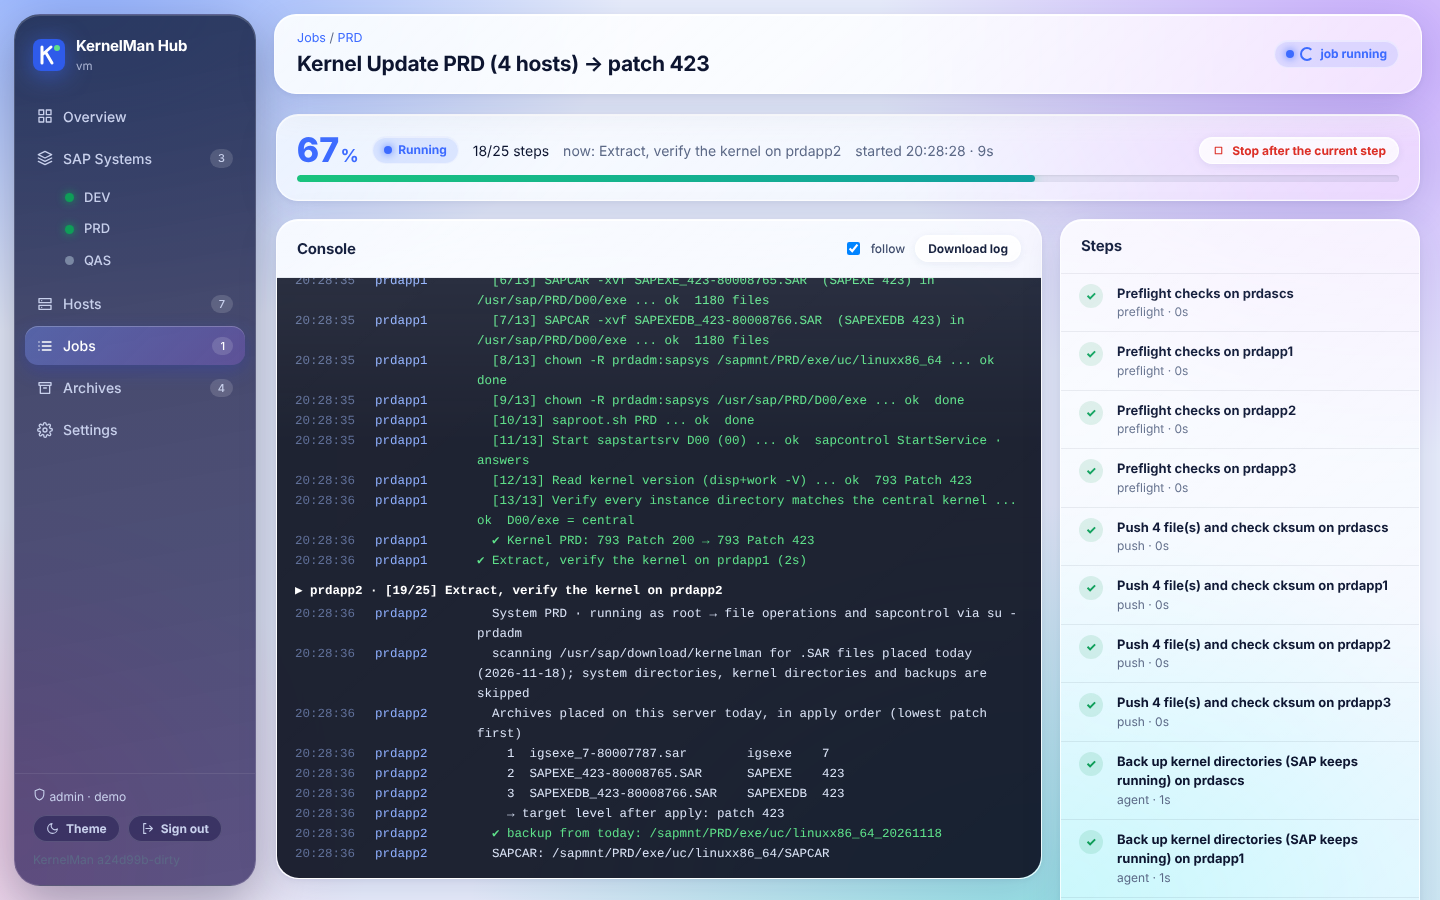 KernelMan Hub
vm
Overview
SAP Systems 3
DEV
PRD
QAS
Hosts 7
Jobs 1
Archives 4
Settings
admin · demo
Theme Sign out
KernelMan a24d99b-dirty
Jobs / PRD
Kernel Update PRD (4 hosts) → patch 423
job running
67% Running 18/25 steps now: Extract, verify the kernel on prdapp2 started 20:28:28 · 9s Stop after the current step
Console follow Download log
20:28:35 prdapp1 [6/13] SAPCAR -xvf SAPEXE_423-80008765.SAR (SAPEXE 423) in
/usr/sap/PRD/D00/exe ... ok 1180 files
20:28:35 prdapp1 [7/13] SAPCAR -xvf SAPEXEDB_423-80008766.SAR (SAPEXEDB 423) in
/usr/sap/PRD/D00/exe ... ok 1180 files
20:28:35 prdapp1 [8/13] chown -R prdadm:sapsys /sapmnt/PRD/exe/uc/linuxx86_64 ... ok
done
20:28:35 prdapp1 [9/13] chown -R prdadm:sapsys /usr/sap/PRD/D00/exe ... ok done
20:28:35 prdapp1 [10/13] saproot.sh PRD ... ok done
20:28:35 prdapp1 [11/13] Start sapstartsrv D00 (00) ... ok sapcontrol StartService ·
answers
20:28:36 prdapp1 [12/13] Read kernel version (disp+work -V) ... ok 793 Patch 423
20:28:36 prdapp1 [13/13] Verify every instance directory matches the central kernel ...
ok D00/exe = central
20:28:36 prdapp1 ✔ Kernel PRD: 793 Patch 200 → 793 Patch 423
20:28:36 prdapp1 ✔ Extract, verify the kernel on prdapp1 (2s)
▶ prdapp2 · [19/25] Extract, verify the kernel on prdapp2
20:28:36 prdapp2 System PRD · running as root → file operations and sapcontrol via su -
prdadm
20:28:36 prdapp2 scanning /usr/sap/download/kernelman for .SAR files placed today
(2026-11-18); system directories, kernel directories and backups are
skipped
20:28:36 prdapp2 Archives placed on this server today, in apply order (lowest patch
first)
20:28:36 prdapp2 1 igsexe_7-80007787.sar igsexe 7
20:28:36 prdapp2 2 SAPEXE_423-80008765.SAR SAPEXE 423
20:28:36 prdapp2 3 SAPEXEDB_423-80008766.SAR SAPEXEDB 423
20:28:36 prdapp2 → target level after apply: patch 423
20:28:36 prdapp2 ✔ backup from today: /sapmnt/PRD/exe/uc/linuxx86_64_20261118
20:28:36 prdapp2 SAPCAR: /sapmnt/PRD/exe/uc/linuxx86_64/SAPCAR
Steps
Preflight checks on prdascs
preflight · 0s
Preflight checks on prdapp1
preflight · 0s
Preflight checks on prdapp2
preflight · 0s
Preflight checks on prdapp3
preflight · 0s
Push 4 file(s) and check cksum on prdascs
push · 0s
Push 4 file(s) and check cksum on prdapp1
push · 0s
Push 4 file(s) and check cksum on prdapp2
push · 0s
Push 4 file(s) and check cksum on prdapp3
push · 0s
Back up kernel directories (SAP keeps
running) on prdascs
agent · 1s
Back up kernel directories (SAP keeps
running) on prdapp1
agent · 1s